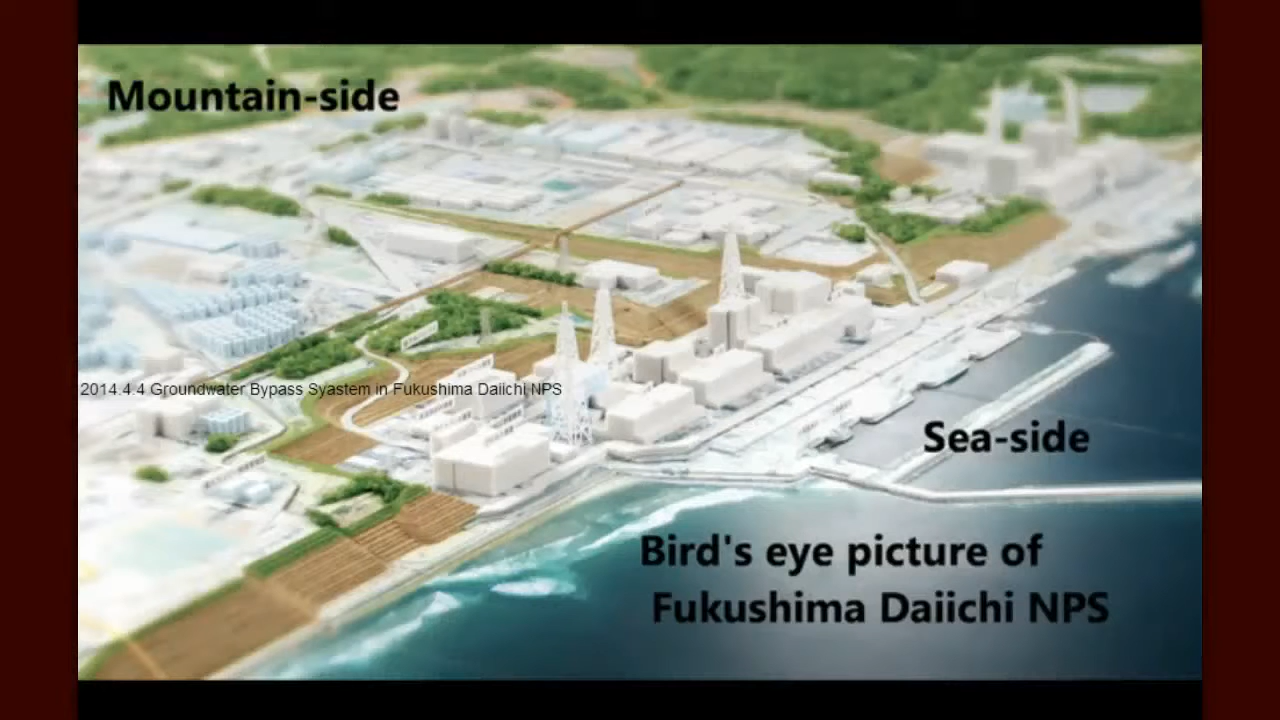 Mountain-side
2014.4.4 Groundwater Bypass Syastem in Fukushima Daiichi NPS
Sea-side
Bird's eye picture of
Fukushima Daiichi NPS